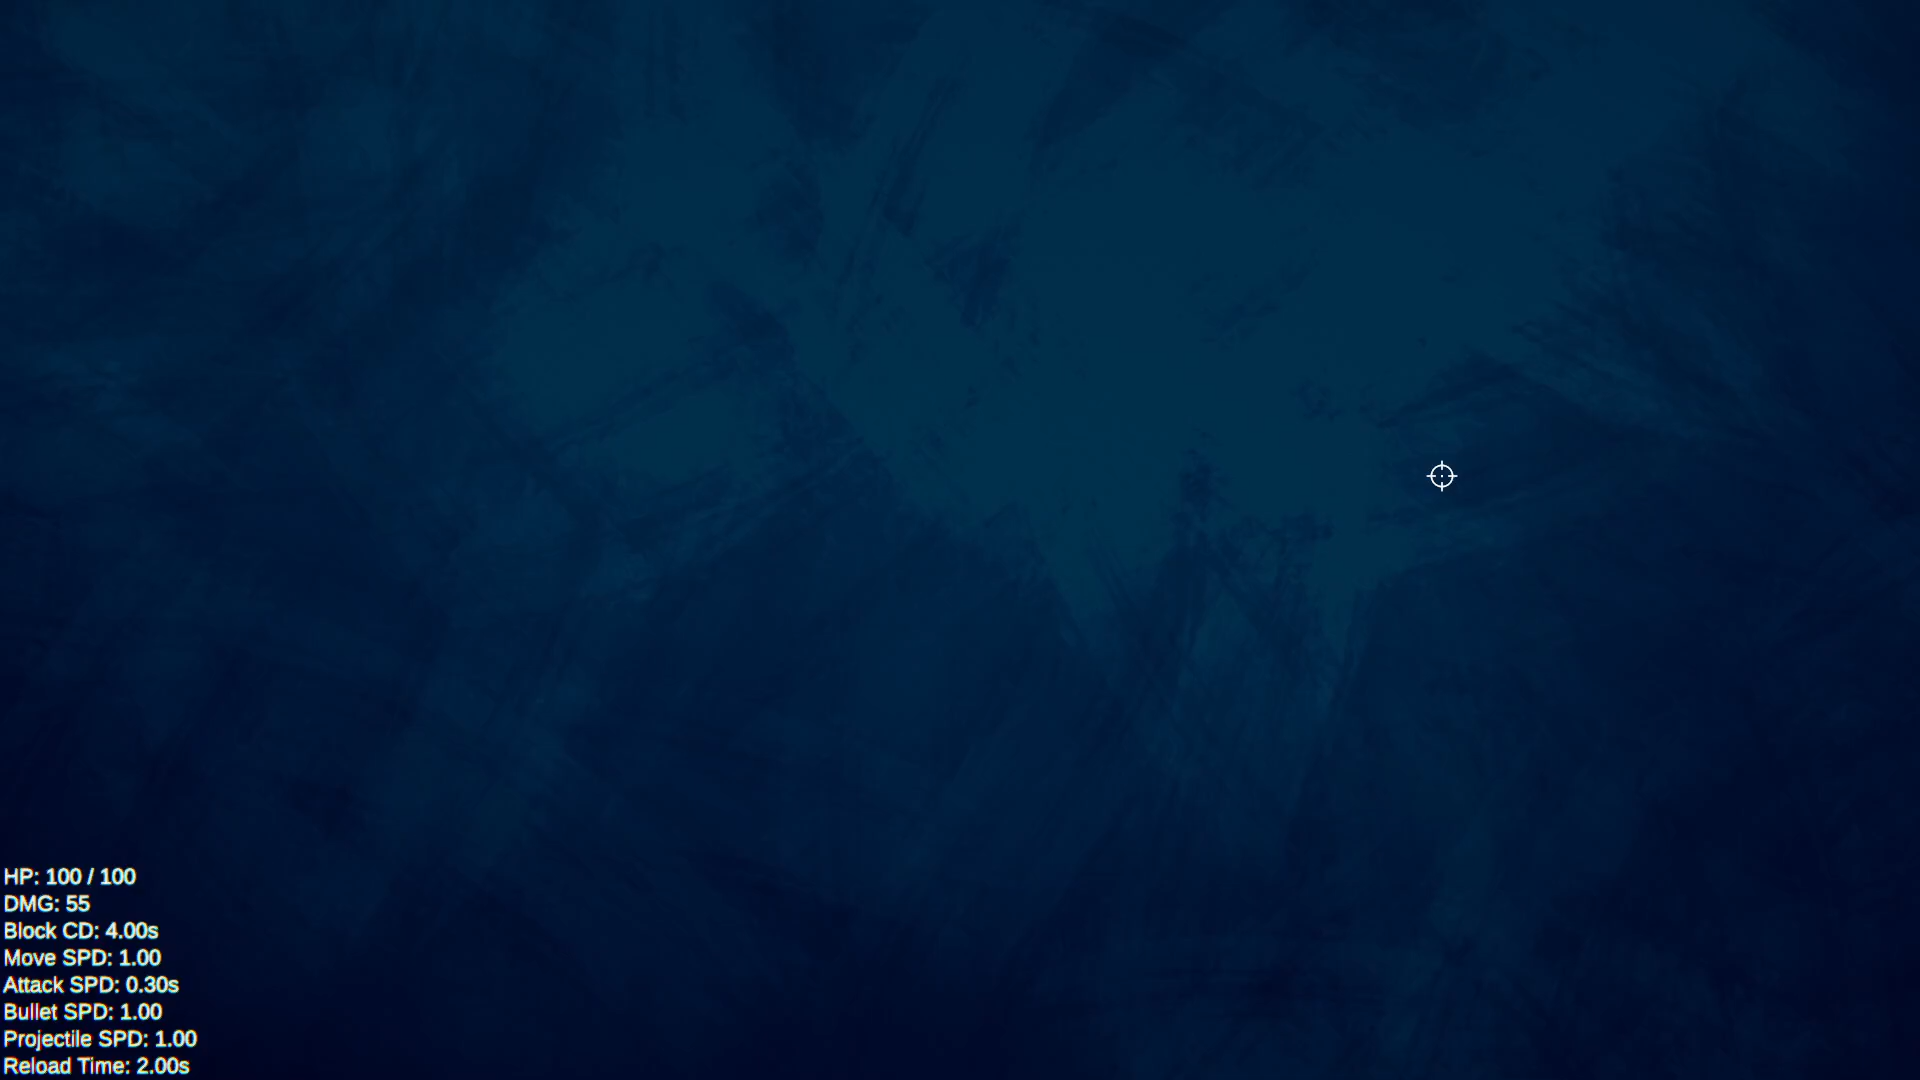 HP: 100 / 100
DMG: 55
Block CD: 4.00s
Move SPD: 1.00
Attack SPD: 0.30s
Bullet SPD: 1.00
Projectile SPD: 1.00
Reload Time: 2.00s